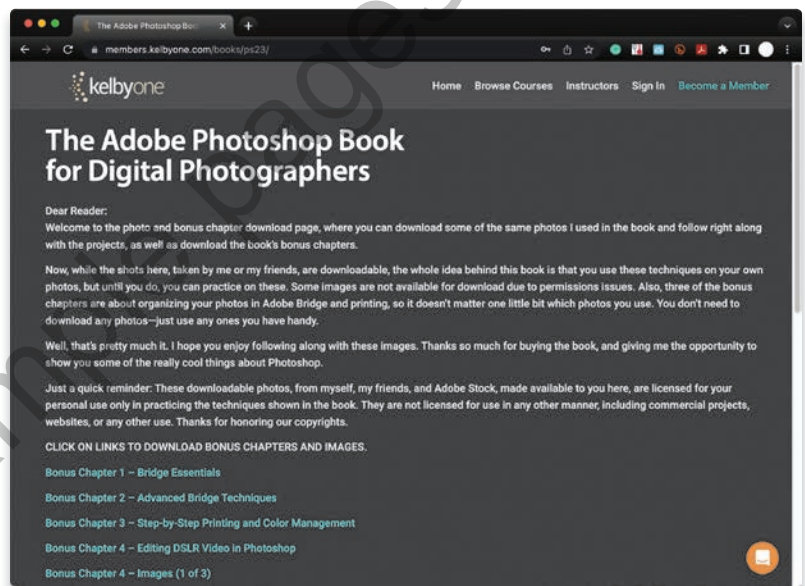 The Adobe Photoshop Boo
members.kelbyone.com/books/ps23/
kelbyone
Home Browse Courses Instructors Sign In Become a Member
The Adobe Photoshop Book
for Digital Photographers
Dear Reader:
Welcome to the photo and bonus chapter download page, where you can download some of the same photos I used in the book and follow right along
with the projects, as well as download the book's bonus chapters.
Now, while the shots here, taken by me or my friends, are downloadable, the whole idea behind this book is that you use these techniques on your own
photos, but until you do, you can practice on these. Some images are not available for download due to permissions issues. Also, three of the bonus
chapters are about organizing your photos in Adobe Bridge and printing, so it doesn't matter one little bit which photos you use. You don't need to
download any photos—just use any ones you have handy.
Well, that's pretty much it. I hope you enjoy following along with these images. Thanks so much for buying the book, and giving me the opportunity to
show you some of the really cool things about Photoshop.
Just a quick reminder: These downloadable photos, from myself, my friends, and Adobe Stock, made available to you here, are licensed for your
personal use only in practicing the techniques shown in the book. They are not licensed for use in any other manner, including commercial projects,
websites, or any other use. Thanks for honoring our copyrights.
CLICK ON LINKS TO DOWNLOAD BONUS CHAPTERS AND IMAGES.
Bonus Chapter 1 – Bridge Essentials
Bonus Chapter 2 – Advanced Bridge Techniques
Bonus Chapter 3 – Step-by-Step Printing and Color Management
Bonus Chapter 4 – Editing DSLR Video in Photoshop
Bonus Chapter 4 – Images (1 of 3)
mple pages